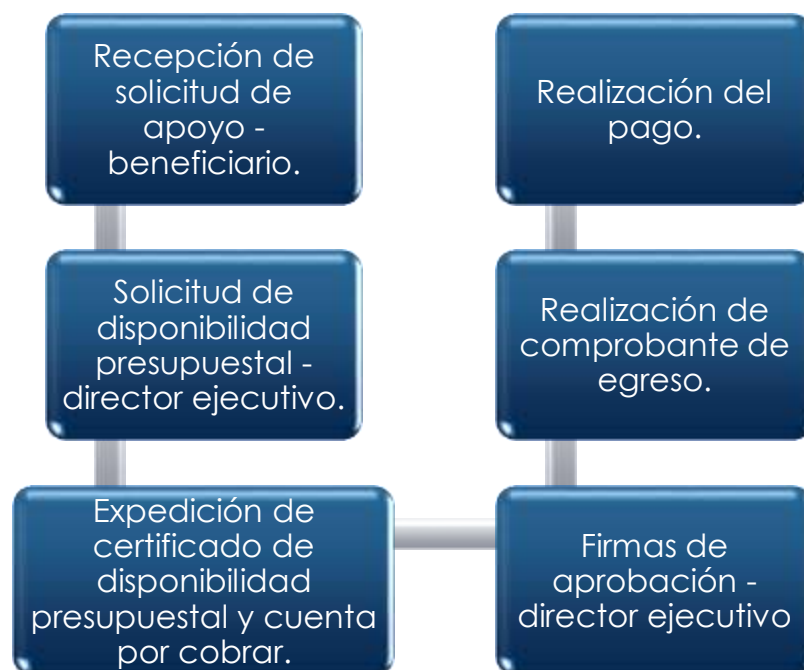 Recepción de
solicitud de
apoyo -
beneficiario.
Solicitud de
disponibilidad
presupuestal -
director ejecutivo.
Expedición de
certificado de
disponibilidad
presupuestal y cuenta
por cobrar.
Firmas de
aprobación -
director ejecutivo
Realización de
comprobante de
egreso.
Realización del
pago.